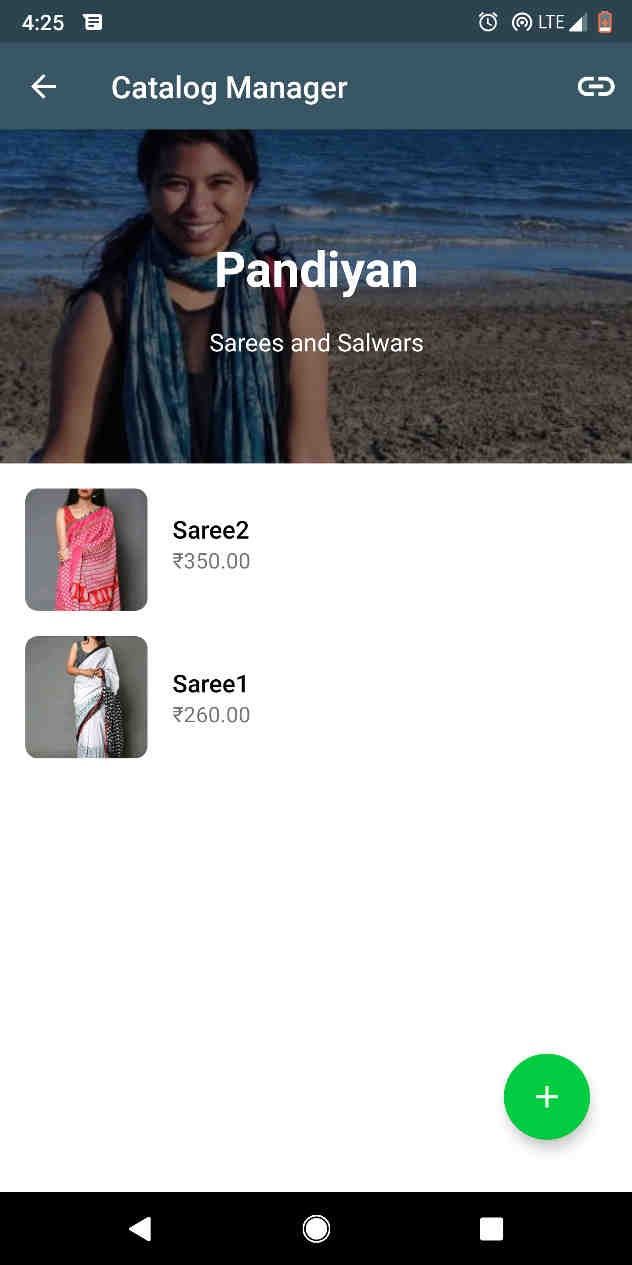 4:25 LTE
Catalog Manager
Pandiyan
Sarees and Salwars
Saree2
₹350.00
Saree1
₹260.00